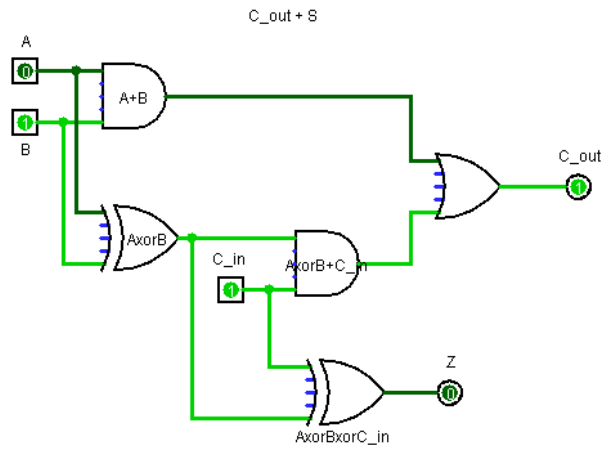 C_out + S
A
0
A+B
1
B
C_out
1
AxorB
C_in
AxorB+C_in
1
Z
0
AxorBxorC_in